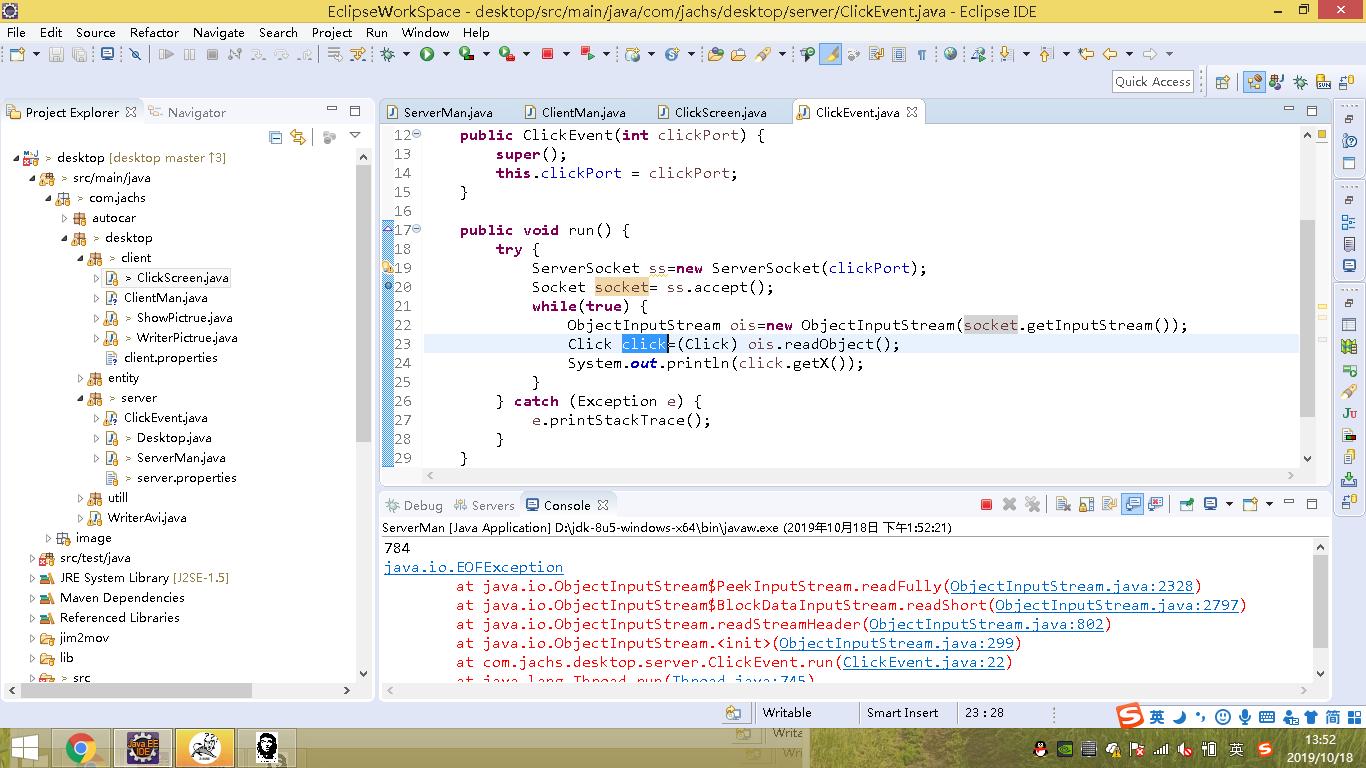 EclipseWorkSpace - desktop/src/main/java/com/jachs/desktop/server/ClickEvent.java - Eclipse IDE
File Edit Source Refactor Navigate Search Project Run Window Help
Quick Access
Project Explorer Navigator
> desktop [desktop master ↑3]
> src/main/java
> com.jachs
autocar
> desktop
> client
> ClickScreen.java
ClientMan.java
> ShowPictrue.java
> WriterPictrue.java
client.properties
> entity
> server
ClickEvent.java
> Desktop.java
> ServerMan.java
> server.properties
> utill
> WriterAvi.java
> image
src/test/java
JRE System Library [J2SE-1.5]
Maven Dependencies
Referenced Libraries
jim2mov
lib
> src
ServerMan.java ClientMan.java ClickScreen.java ClickEvent.java
12 public ClickEvent(int clickPort) {
13 super();
14 this.clickPort = clickPort;
15 }
16
17 public void run() {
18 try {
19 ServerSocket ss=new ServerSocket(clickPort);
20 Socket socket= ss.accept();
21 while(true) {
22 ObjectInputStream ois=new ObjectInputStream(socket.getInputStream());
23 Click click=(Click) ois.readObject();
24 System.out.println(click.getX());
25 }
26 } catch (Exception e) {
27 e.printStackTrace();
28 }
29 }
Debug Servers Console
ServerMan [Java Application] D:\jdk-8u5-windows-x64\bin\javaw.exe (2019年10月18日 下午1:52:21)
784
java.io.EOFException
at java.io.ObjectInputStream$PeekInputStream.readFully(ObjectInputStream.java:2328)
at java.io.ObjectInputStream$BlockDataInputStream.readShort(ObjectInputStream.java:2797)
at java.io.ObjectInputStream.readStreamHeader(ObjectInputStream.java:802)
at java.io.ObjectInputStream.<init>(ObjectInputStream.java:299)
at com.jachs.desktop.server.ClickEvent.run(ClickEvent.java:22)
at java.lang.Thread.run(Thread.java:745)
Writable Smart Insert 23 : 28
英 简
Java EE
IDE
英
13:52
2019/10/18